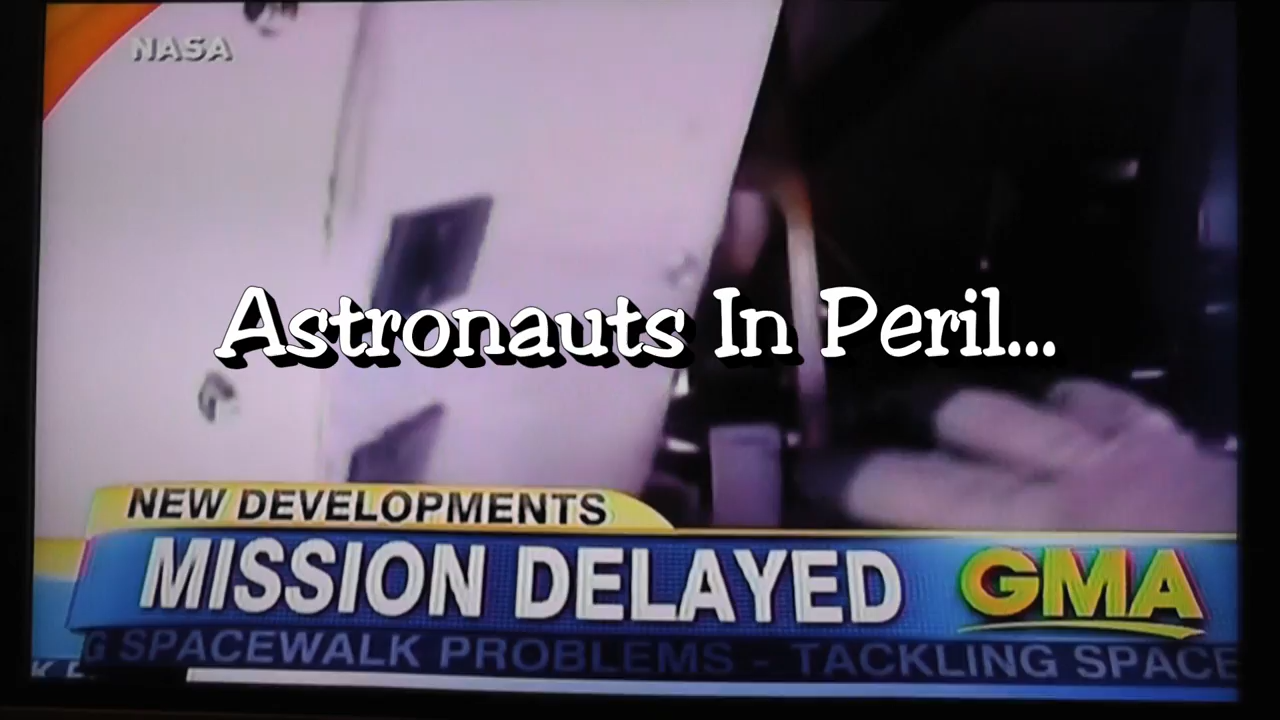 NASA
Astronauts In Peril...
NEW DEVELOPMENTS
MISSION DELAYED
GMA
G SPACEWALK PROBLEMS - TACKLING SPACE